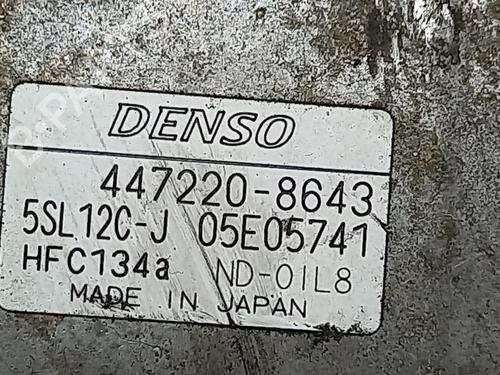 DENSO
447220-8643
5SL12C-J 05E05741
HFC134a ND-OIL8
MADE IN JAPAN